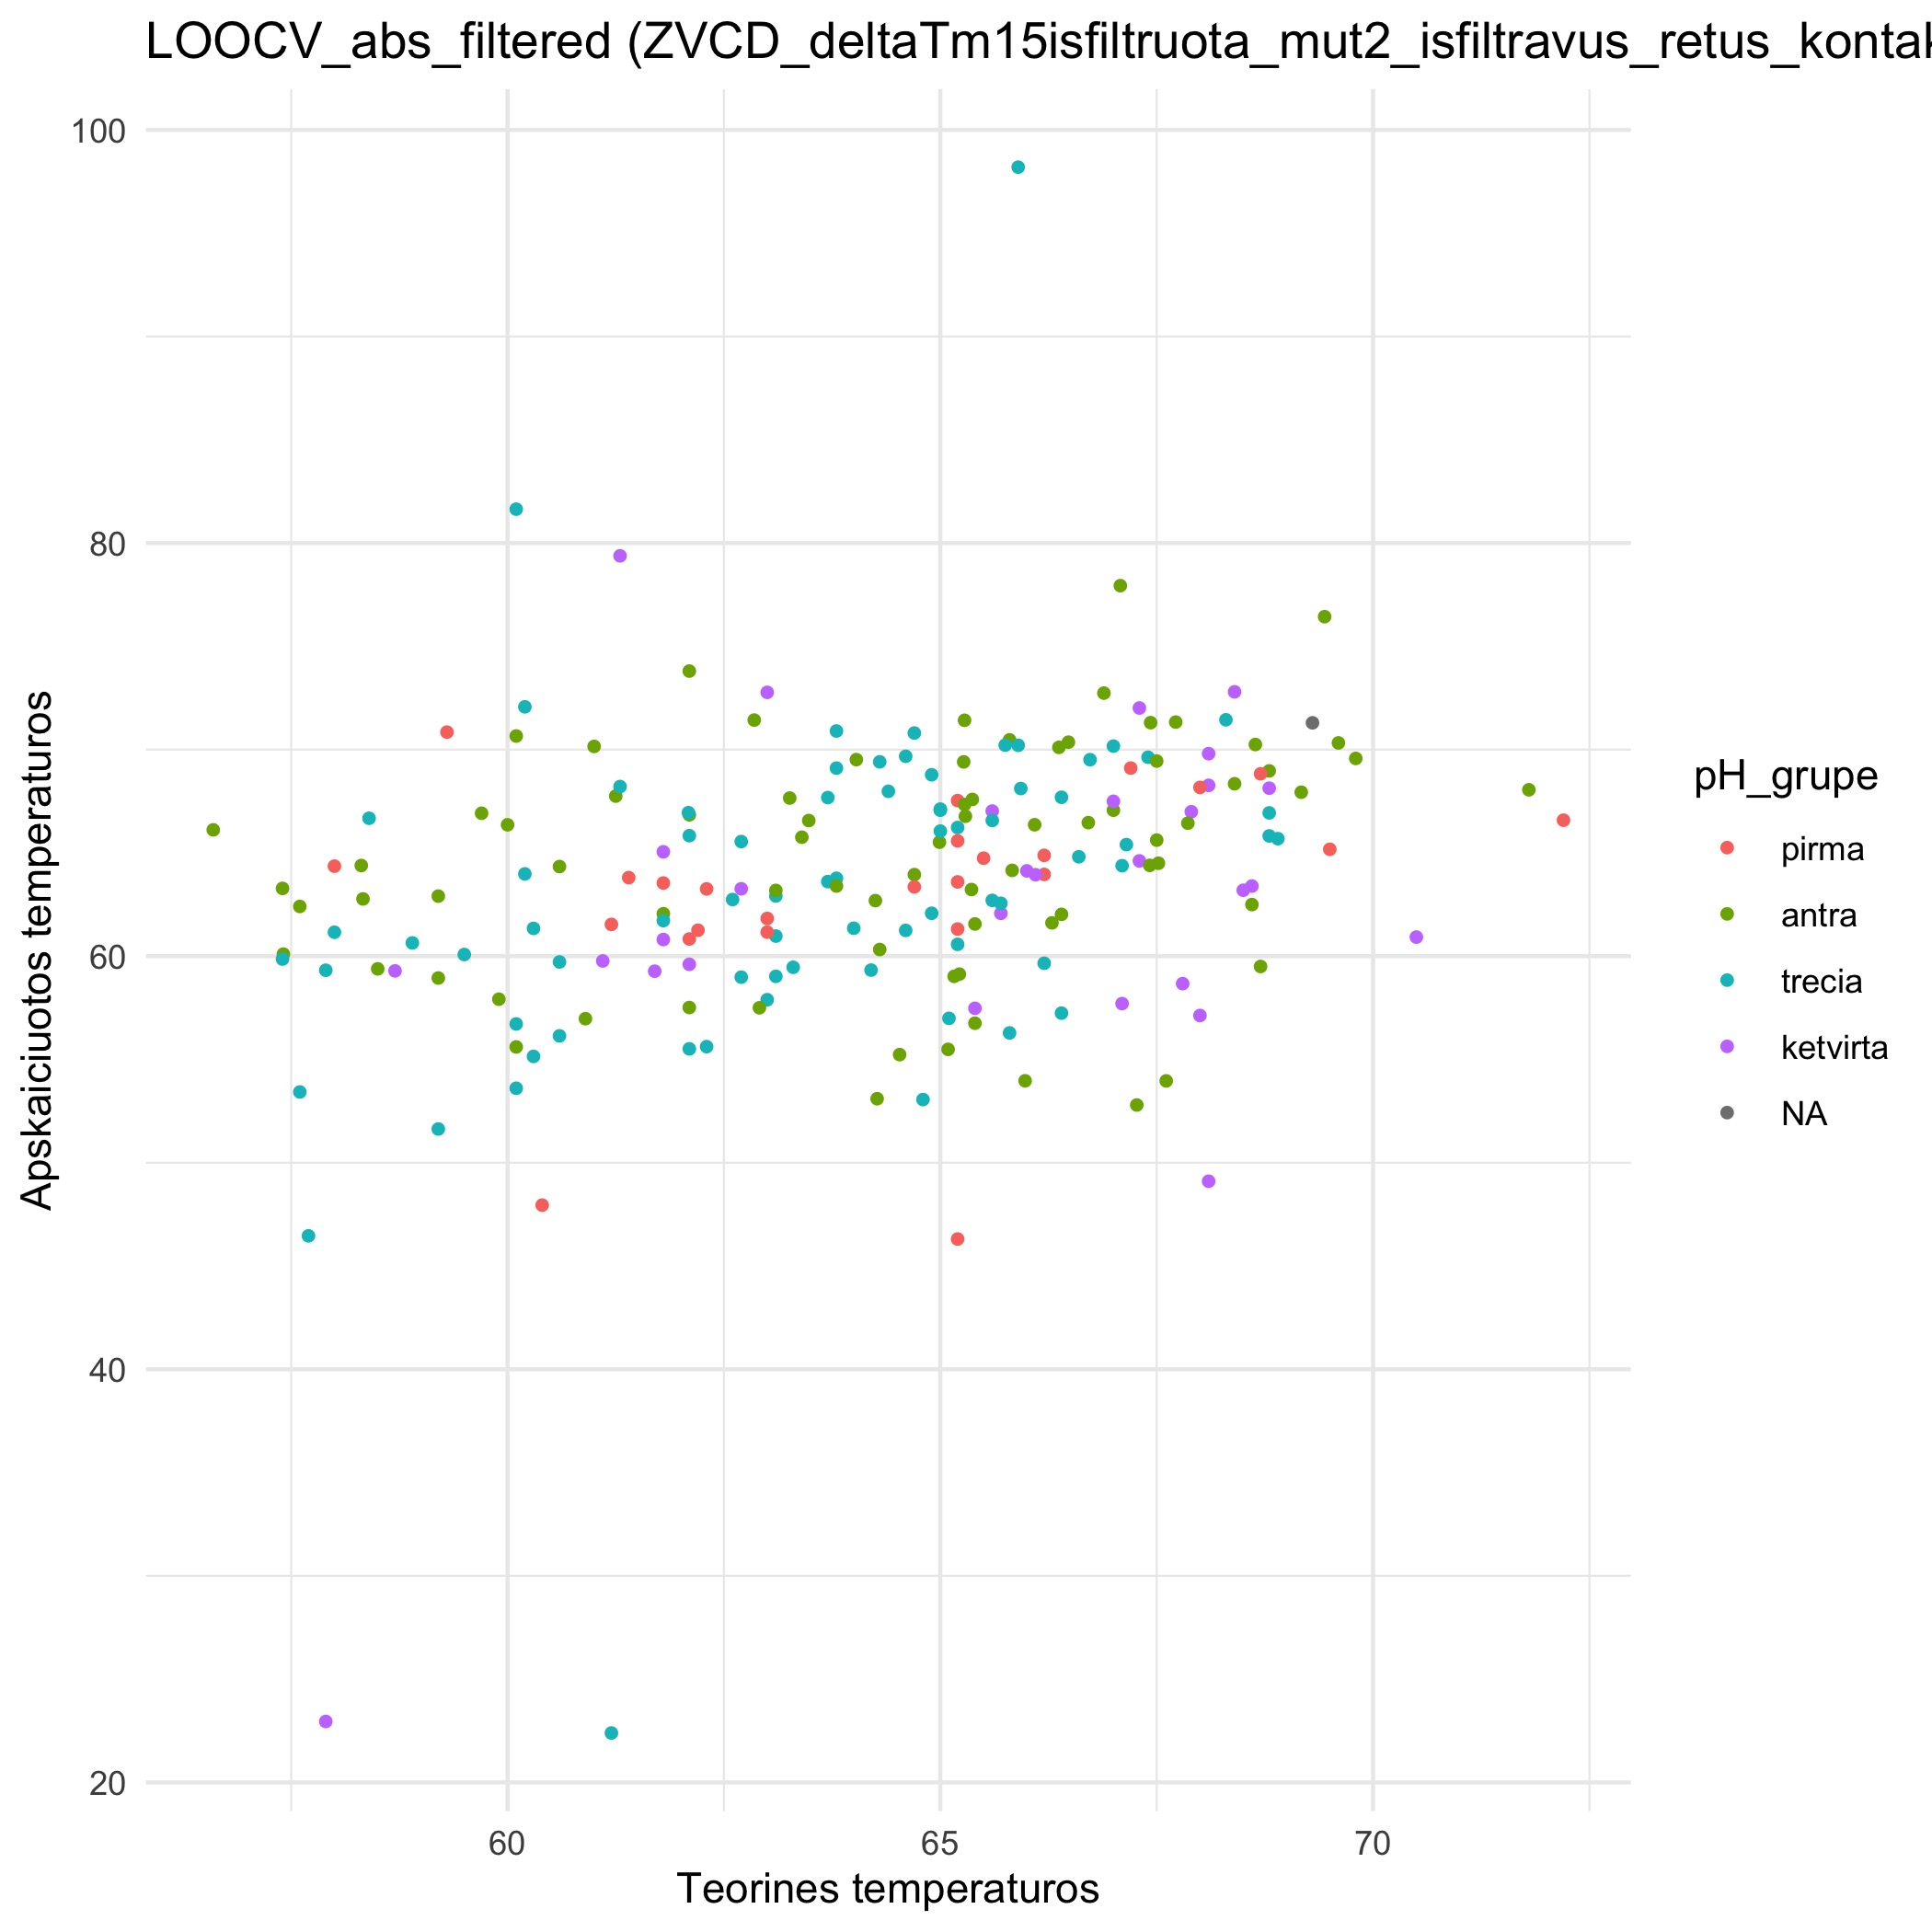 LOOCV_abs_filtered (ZVCD_deltaTm15isfiltruota_mut2_isfiltravus_retus_kontak
100
80
60
40
20
Apskaiciuotos temperaturos
60 65 70
Teorines temperaturos
pH_grupe
pirma
antra
trecia
ketvirta
NA